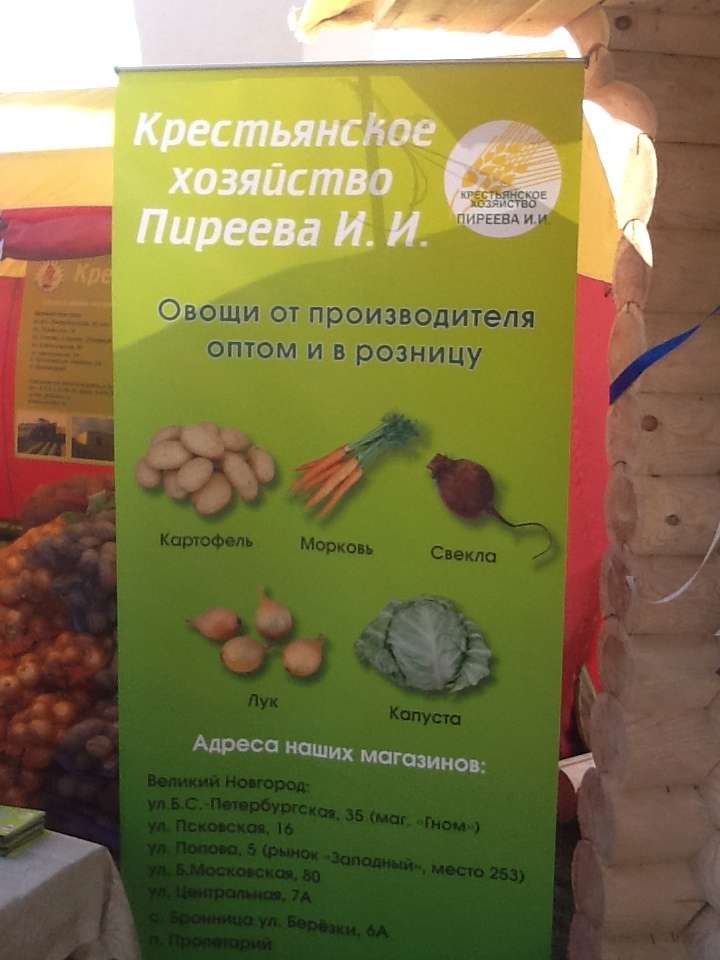 Крестьянское
хозяйство
Пиреева И. И.
КРЕСТЬЯНСКОЕ
ХОЗЯЙСТВО
ПИРЕЕВА И.И.
Овощи от производителя
оптом и в розницу
Картофель
Морковь
Свекла
Лук
Капуста
Адреса наших магазинов:
Великий Новгород:
ул.Б.С.-Петербургская, 35 (маг. «Гном»)
ул. Псковская, 16
ул. Попова, 5 (рынок «Западный», место 253)
ул. Б.Московская, 80
ул. Центральная, 7А
с. Бронница ул. Берёзки, 6А
п. Пролетарий
Кре